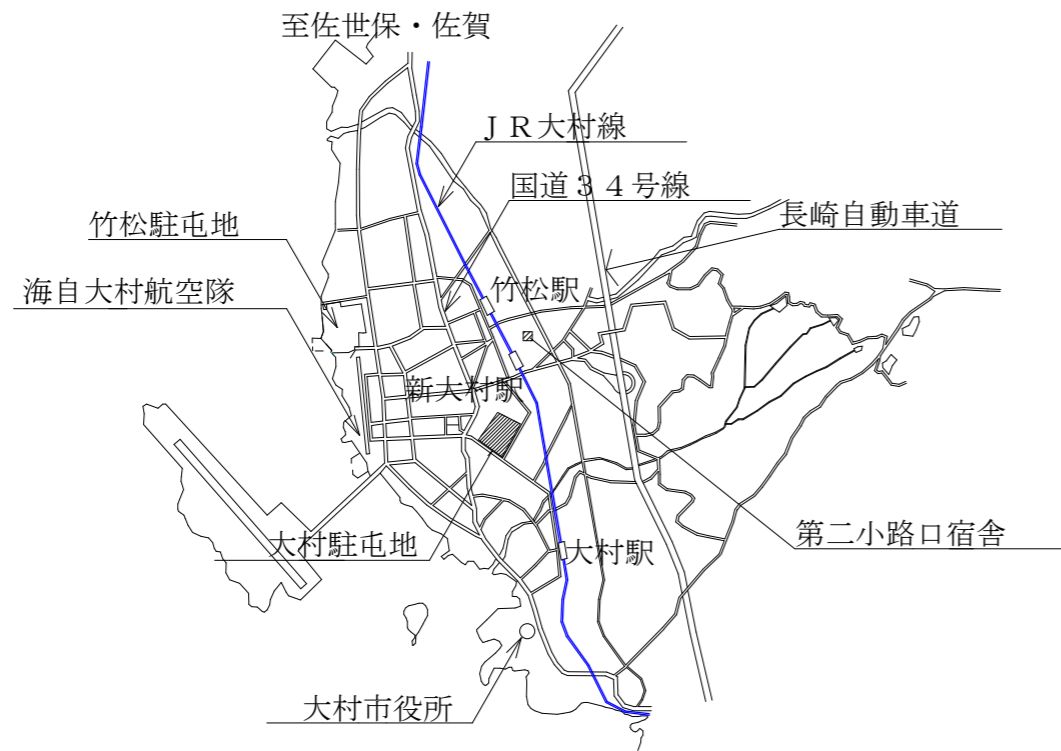 至佐世保・佐賀
ＪＲ大村線
国道３４号線
長崎自動車道
竹松駐屯地
海自大村航空隊
竹松駅
新大村駅
大村駐屯地
大村駅
第二小路口宿舎
大村市役所